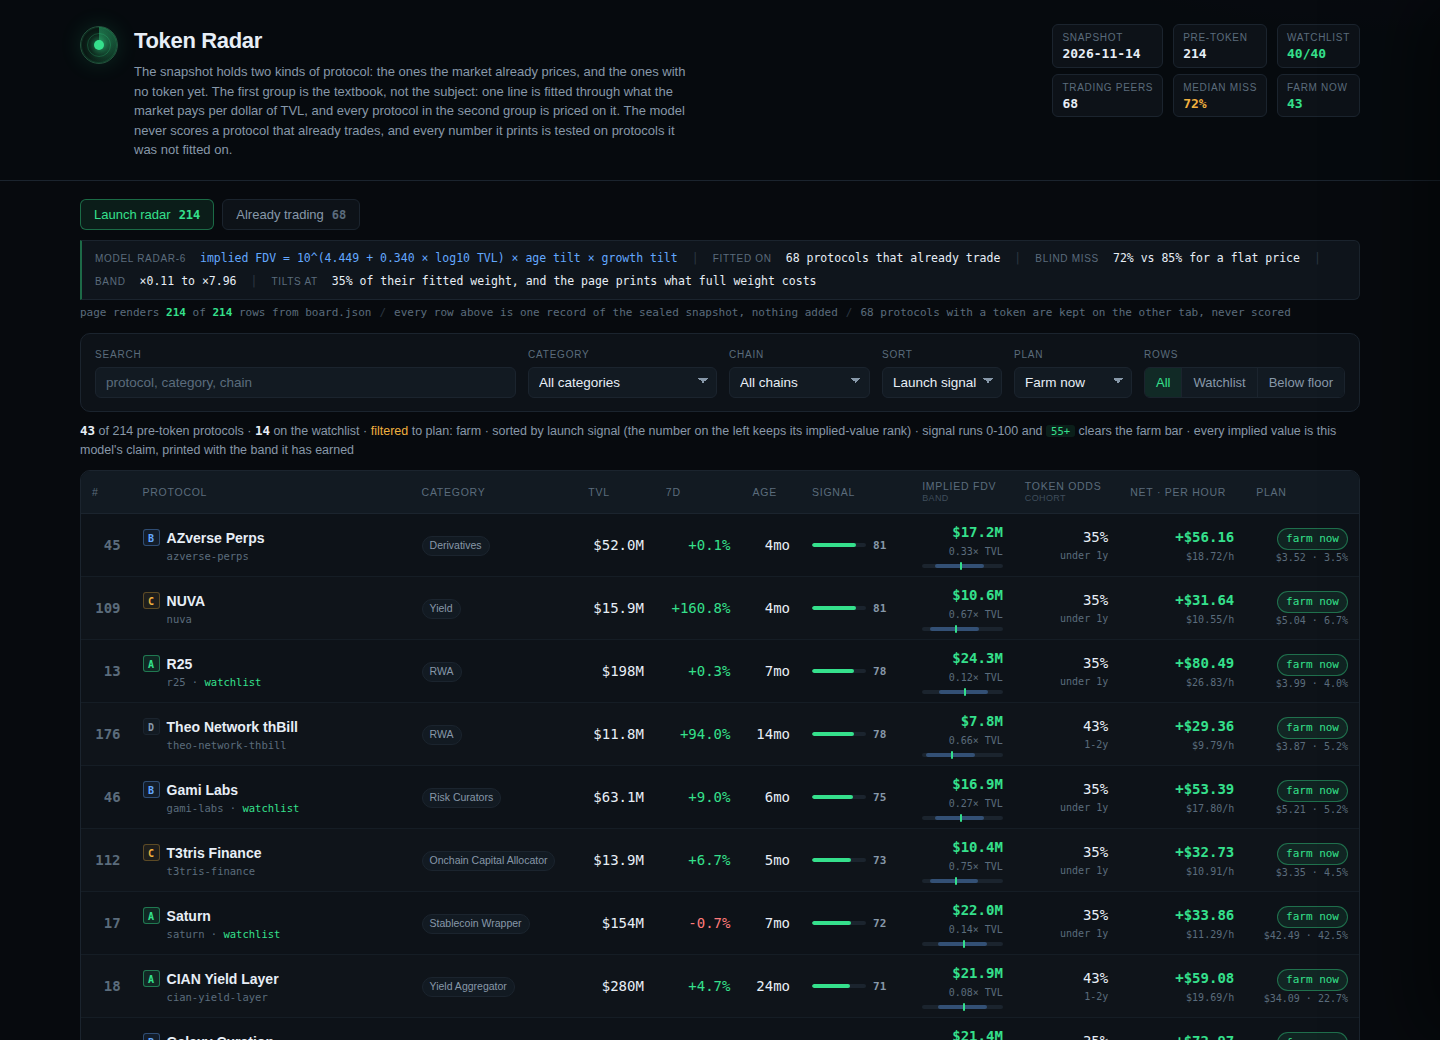 Token Radar
The snapshot holds two kinds of protocol: the ones the market already prices, and the ones with
no token yet. The first group is the textbook, not the subject: one line is fitted through what the
market pays per dollar of TVL, and every protocol in the second group is priced on it. The model
never scores a protocol that already trades, and every number it prints is tested on protocols it
was not fitted on.
SNAPSHOT
2026-11-14
PRE-TOKEN
214
WATCHLIST
40/40
TRADING PEERS
68
MEDIAN MISS
72%
FARM NOW
43
Launch radar 214
Already trading 68
MODEL RADAR-6 implied FDV = 10^(4.449 + 0.340 × log10 TVL) × age tilt × growth tilt | FITTED ON 68 protocols that already trade | BLIND MISS 72% vs 85% for a flat price |
BAND ×0.11 to ×7.96 | TILTS AT 35% of their fitted weight, and the page prints what full weight costs
page renders 214 of 214 rows from board.json / every row above is one record of the sealed snapshot, nothing added / 68 protocols with a token are kept on the other tab, never scored
SEARCH CATEGORY CHAIN SORT PLAN ROWS
protocol, category, chain All categories All chains Launch signal Farm now All Watchlist Below floor
43 of 214 pre-token protocols · 14 on the watchlist · filtered to plan: farm · sorted by launch signal (the number on the left keeps its implied-value rank) · signal runs 0-100 and 55+ clears the farm bar · every implied value is this
model's claim, printed with the band it has earned
# PROTOCOL CATEGORY TVL 7D AGE SIGNAL IMPLIED FDV TOKEN ODDS NET · PER HOUR PLAN
BAND COHORT
45 B AZverse Perps Derivatives $52.0M +0.1% 4mo 81 $17.2M 35% +$56.16 farm now
azverse-perps 0.33× TVL under 1y $18.72/h $3.52 · 3.5%
109 C NUVA Yield $15.9M +160.8% 4mo 81 $10.6M 35% +$31.64 farm now
nuva 0.67× TVL under 1y $10.55/h $5.04 · 6.7%
13 A R25 RWA $198M +0.3% 7mo 78 $24.3M 35% +$80.49 farm now
r25 · watchlist 0.12× TVL under 1y $26.83/h $3.99 · 4.0%
176 D Theo Network thBill RWA $11.8M +94.0% 14mo 78 $7.8M 43% +$29.36 farm now
theo-network-thbill 0.66× TVL 1-2y $9.79/h $3.87 · 5.2%
46 B Gami Labs Risk Curators $63.1M +9.0% 6mo 75 $16.9M 35% +$53.39 farm now
gami-labs · watchlist 0.27× TVL under 1y $17.80/h $5.21 · 5.2%
112 C T3tris Finance Onchain Capital Allocator $13.9M +6.7% 5mo 73 $10.4M 35% +$32.73 farm now
t3tris-finance 0.75× TVL under 1y $10.91/h $3.35 · 4.5%
17 A Saturn Stablecoin Wrapper $154M -0.7% 7mo 72 $22.0M 35% +$33.86 farm now
saturn · watchlist 0.14× TVL under 1y $11.29/h $42.49 · 42.5%
18 A CIAN Yield Layer Yield Aggregator $280M +4.7% 24mo 71 $21.9M 43% +$59.08 farm now
cian-yield-layer 0.08× TVL 1-2y $19.69/h $34.09 · 22.7%
$21.4M